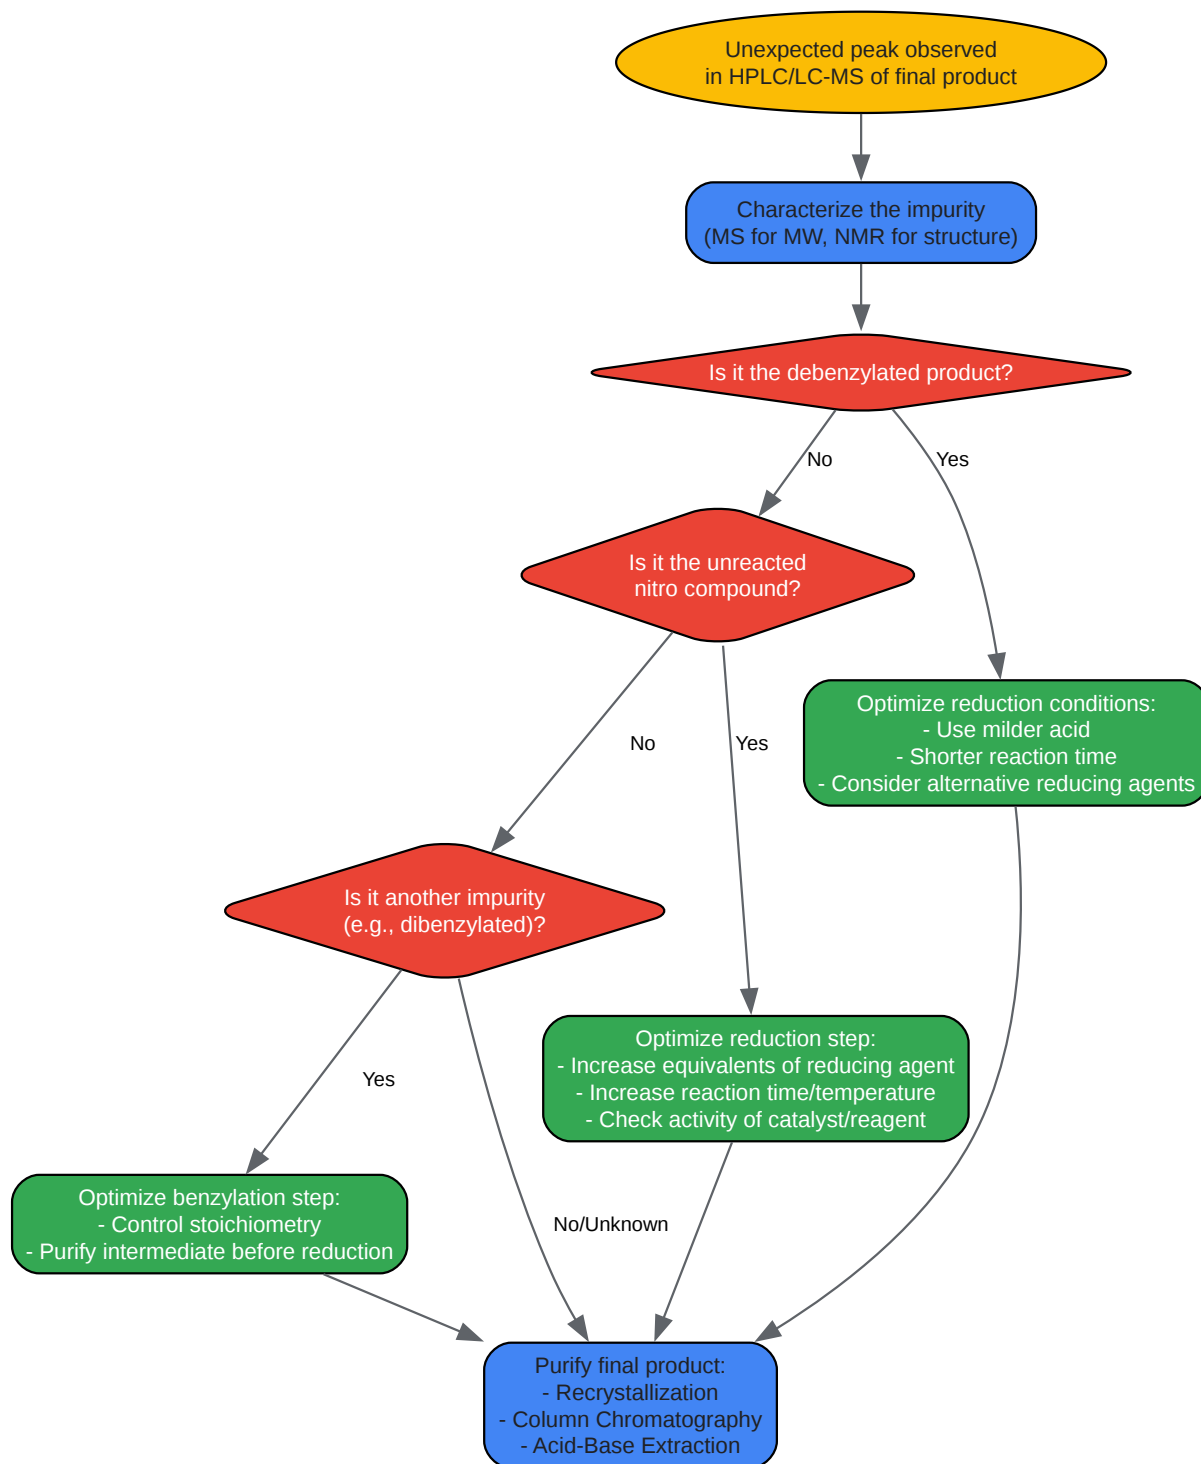 Unexpected peak observed
in HPLC/LC-MS of final product
Characterize the impurity
(MS for MW, NMR for structure)
Is it the debenzylated product?
No
Yes
Is it the unreacted
nitro compound?
Optimize reduction conditions:
- Use milder acid
- Shorter reaction time
- Consider alternative reducing agents
No
Yes
Is it another impurity
(e.g., dibenzylated)?
Optimize reduction step:
- Increase equivalents of reducing agent
- Increase reaction time/temperature
- Check activity of catalyst/reagent
Yes
No/Unknown
Optimize benzylation step:
- Control stoichiometry
- Purify intermediate before reduction
Purify final product:
- Recrystallization
- Column Chromatography
- Acid-Base Extraction